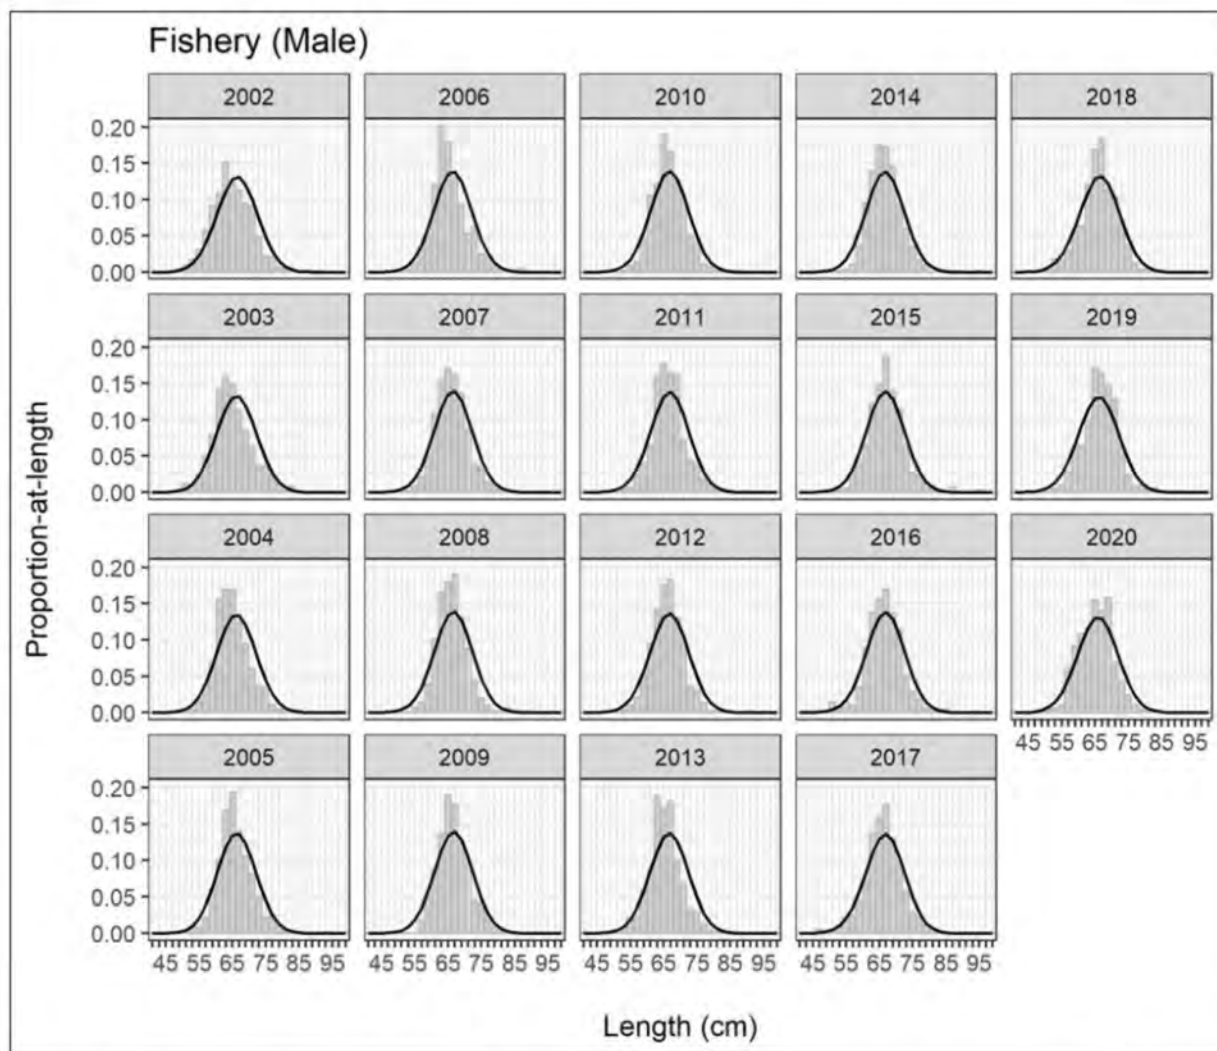 Fishery (Male)
2002 2006 2010 2014 2018
0.20
0.15
0.10
0.05
0.00
2003 2007 2011 2015 2019
0.20
0.15
0.10
0.05
0.00
2004 2008 2012 2016 2020
0.20
0.15
0.10
0.05
0.00
45 55 65 75 85 95
2005 2009 2013 2017
0.20
0.15
0.10
0.05
0.00
45 55 65 75 85 95 45 55 65 75 85 95 45 55 65 75 85 95 45 55 65 75 85 95
Proportion-at-length
Length (cm)